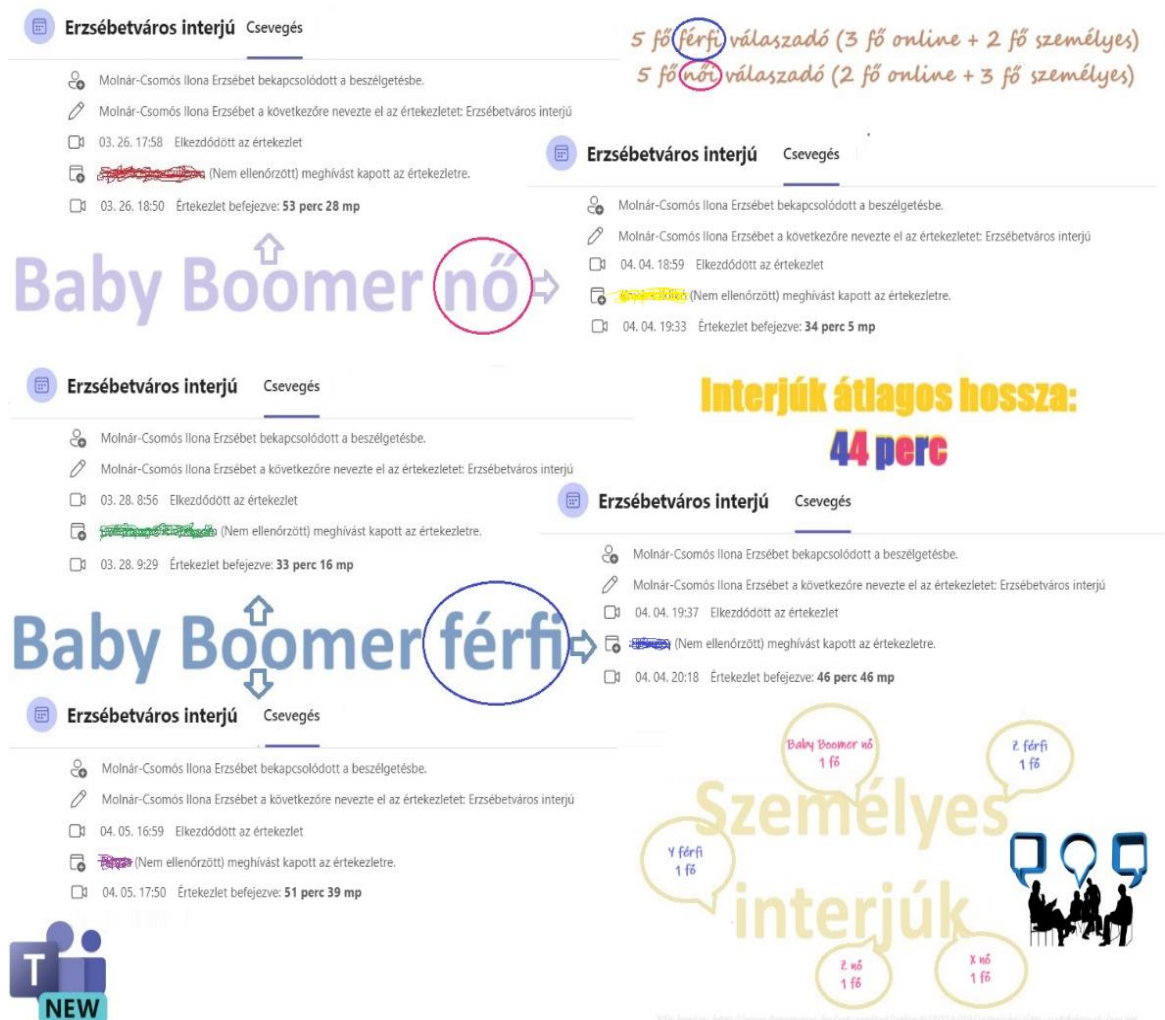 Erzsébetváros interjú Csevegés
Molnár-Csomós Ilona Erzsébet bekapcsolódott a beszélgetésbe.
Molnár-Csomós Ilona Erzsébet a következőre nevezte el az értekezletet: Erzsébetváros interjú
03. 26. 17:58 Elkezdődött az értekezlet
(Nem ellenőrzött) meghívást kapott az értekezletre.
03. 26. 18:50 Értekezlet befejezve: 53 perc 28 mp
5 fő férfi válaszadó (3 fő online + 2 fő személyes)
5 fő női válaszadó (2 fő online + 3 fő személyes)
Erzsébetváros interjú Csevegés
Molnár-Csomós Ilona Erzsébet bekapcsolódott a beszélgetésbe.
Molnár-Csomós Ilona Erzsébet a következőre nevezte el az értekezletet: Erzsébetváros interjú
04. 04. 18:59 Elkezdődött az értekezlet
(Nem ellenőrzött) meghívást kapott az értekezletre.
04. 04. 19:33 Értekezlet befejezve: 34 perc 5 mp
Baby Boomer nő
Erzsébetváros interjú Csevegés
Molnár-Csomós Ilona Erzsébet bekapcsolódott a beszélgetésbe.
Molnár-Csomós Ilona Erzsébet a következőre nevezte el az értekezletet: Erzsébetváros interjú
03. 28. 8:56 Elkezdődött az értekezlet
(Nem ellenőrzött) meghívást kapott az értekezletre.
03. 28. 9:29 Értekezlet befejezve: 33 perc 16 mp
Interjúk átlagos hossza:
44 perc
Erzsébetváros interjú Csevegés
Molnár-Csomós Ilona Erzsébet bekapcsolódott a beszélgetésbe.
Molnár-Csomós Ilona Erzsébet a következőre nevezte el az értekezletet: Erzsébetváros interjú
04. 04. 19:37 Elkezdődött az értekezlet
(Nem ellenőrzött) meghívást kapott az értekezletre.
04. 04. 20:18 Értekezlet befejezve: 46 perc 46 mp
Baby Boomer férfi
Erzsébetváros interjú Csevegés
Molnár-Csomós Ilona Erzsébet bekapcsolódott a beszélgetésbe.
Molnár-Csomós Ilona Erzsébet a következőre nevezte el az értekezletet: Erzsébetváros interjú
04. 05. 16:59 Elkezdődött az értekezlet
(Nem ellenőrzött) meghívást kapott az értekezletre.
04. 05. 17:50 Értekezlet befejezve: 51 perc 39 mp
Baby Boomer nő
1 fő
Z férfi
1 fő
Személyes
Y férfi
1 fő
interjúk
Z nő
1 fő
X nő
1 fő
T
NEW